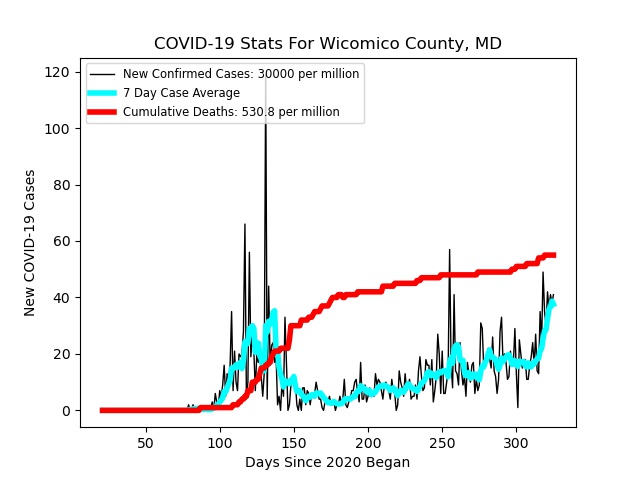 COVID-19 Stats For Wicomico County, MD
New Confirmed Cases: 30000 per million
7 Day Case Average
Cumulative Deaths: 530.8 per million
120
100
80
60
40
20
0
New COVID-19 Cases
50 100 150 200 250 300
Days Since 2020 Began